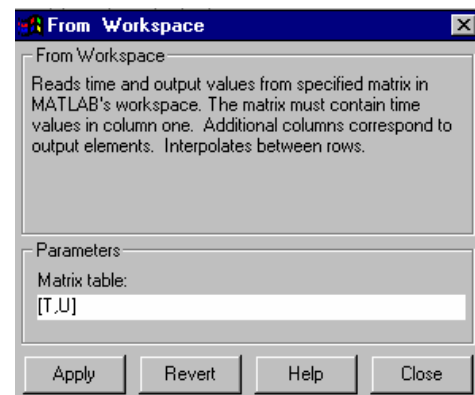 From Workspace
From Workspace
Reads time and output values from specified matrix in
MATLAB's workspace. The matrix must contain time
values in column one. Additional columns correspond to
output elements. Interpolates between rows.
Parameters
Matrix table:
[T,U]
Apply Revert Help Close